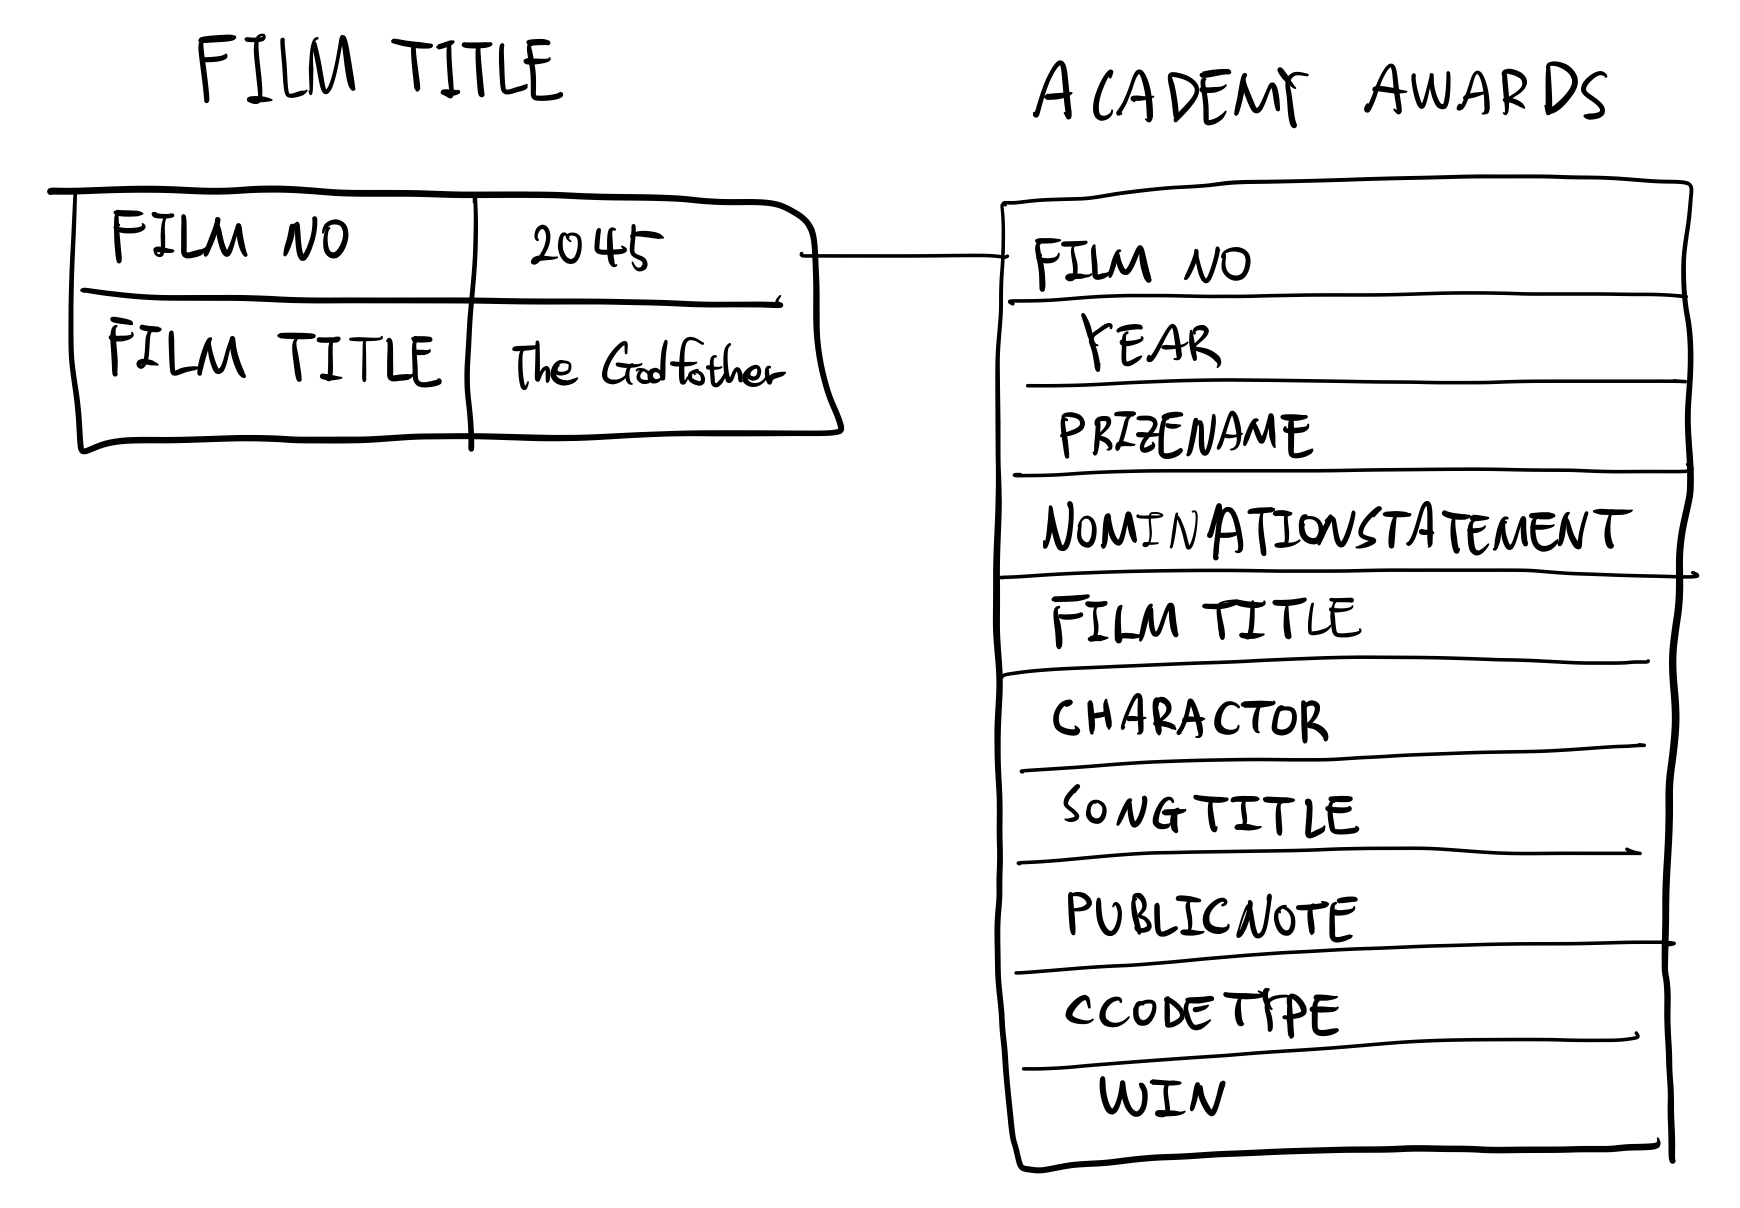 FILM TITLE
FILM NO 2045
FILM TITLE The Godfother
ACADEMY AWARDS
FILM NO
YEAR
PRIZENAME
NOMINATIONSTATEMENT
FILM TITLE
CHARACTOR
SONGTITLE
PUBLICNOTE
CCODETYPE
WIN